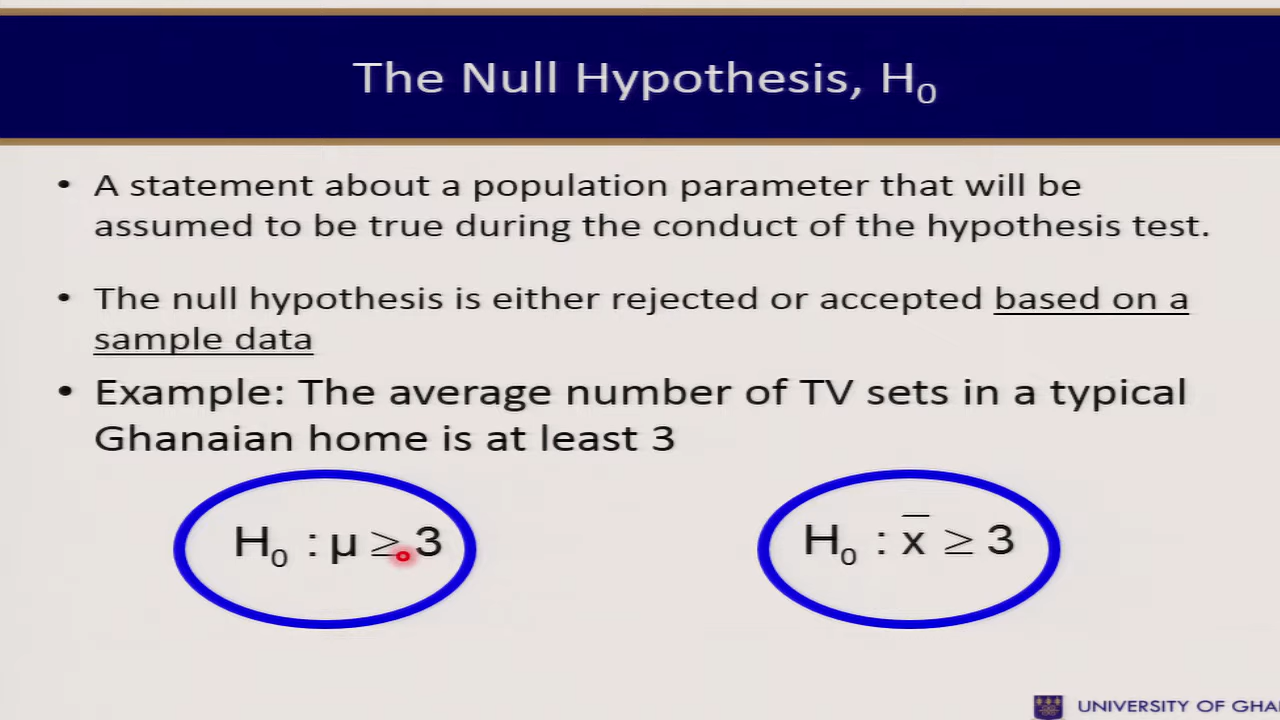 The Null Hypothesis, H₀
• A statement about a population parameter that will be
assumed to be true during the conduct of the hypothesis test.
• The null hypothesis is either rejected or accepted based on a
sample data
• Example: The average number of TV sets in a typical
Ghanaian home is at least 3
H₀ : μ ≥ 3
H₀ : x̅ ≥ 3
UNIVERSITY OF GHA